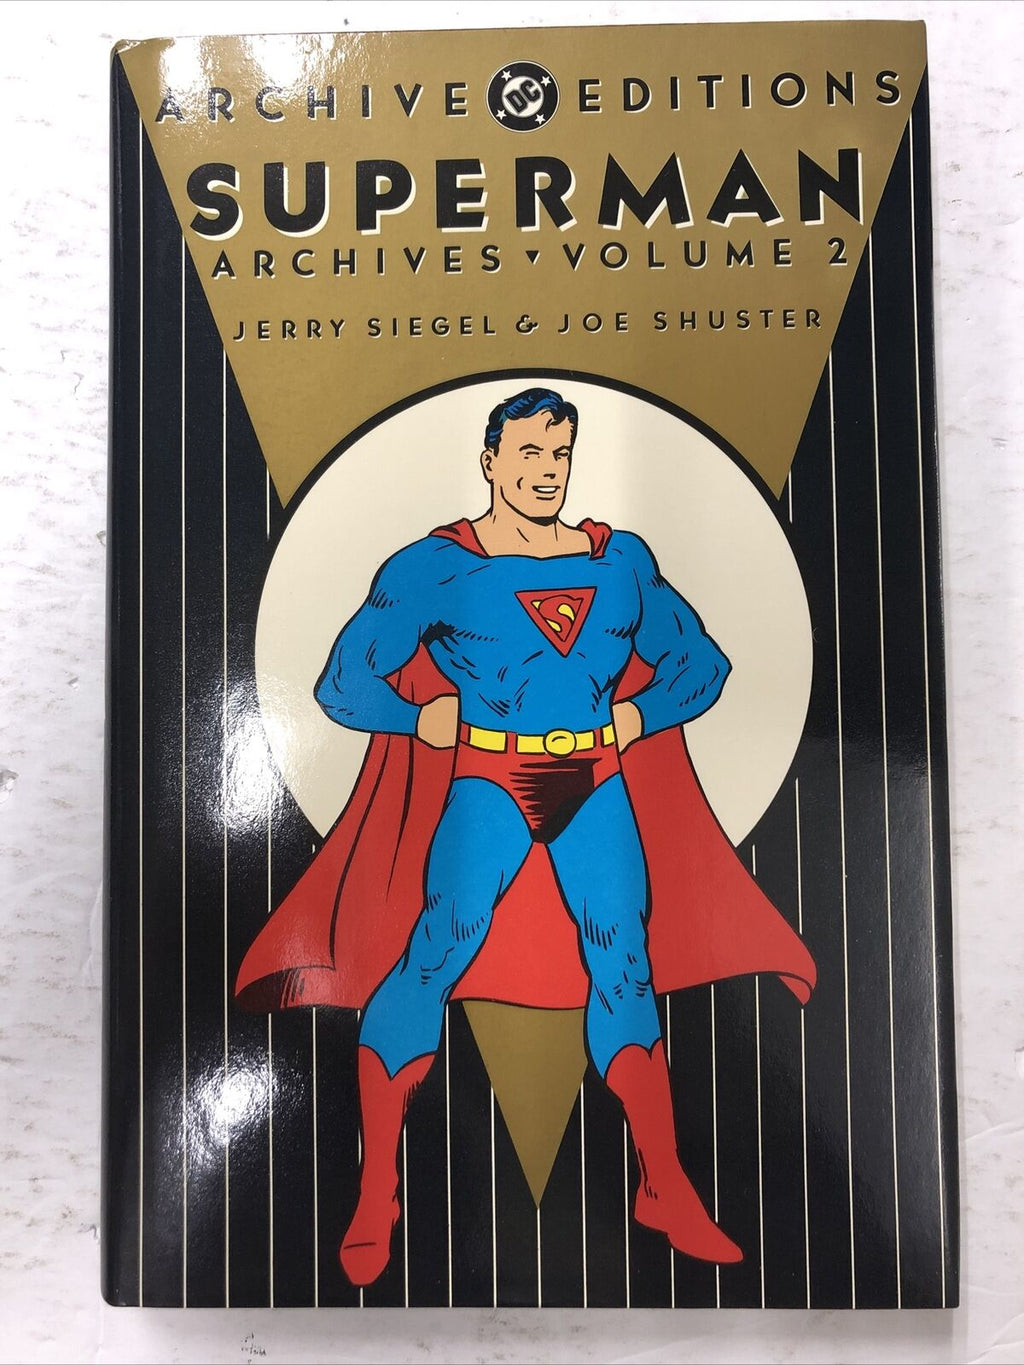 ARCHIVE DC EDITIONS
SUPERMAN
ARCHIVES ▾ VOLUME 2
JERRY SIEGEL & JOE SHUSTER
S